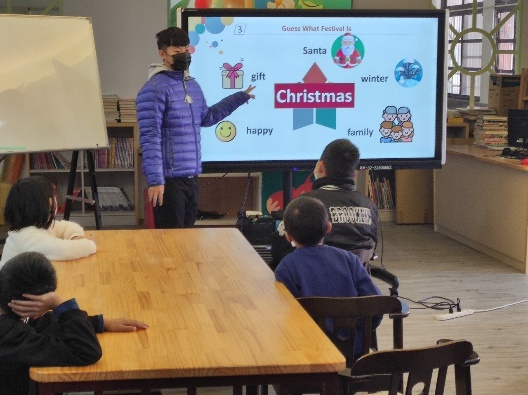 3
Guess What Festival Is
Santa
gift
winter
Christmas
happy
family